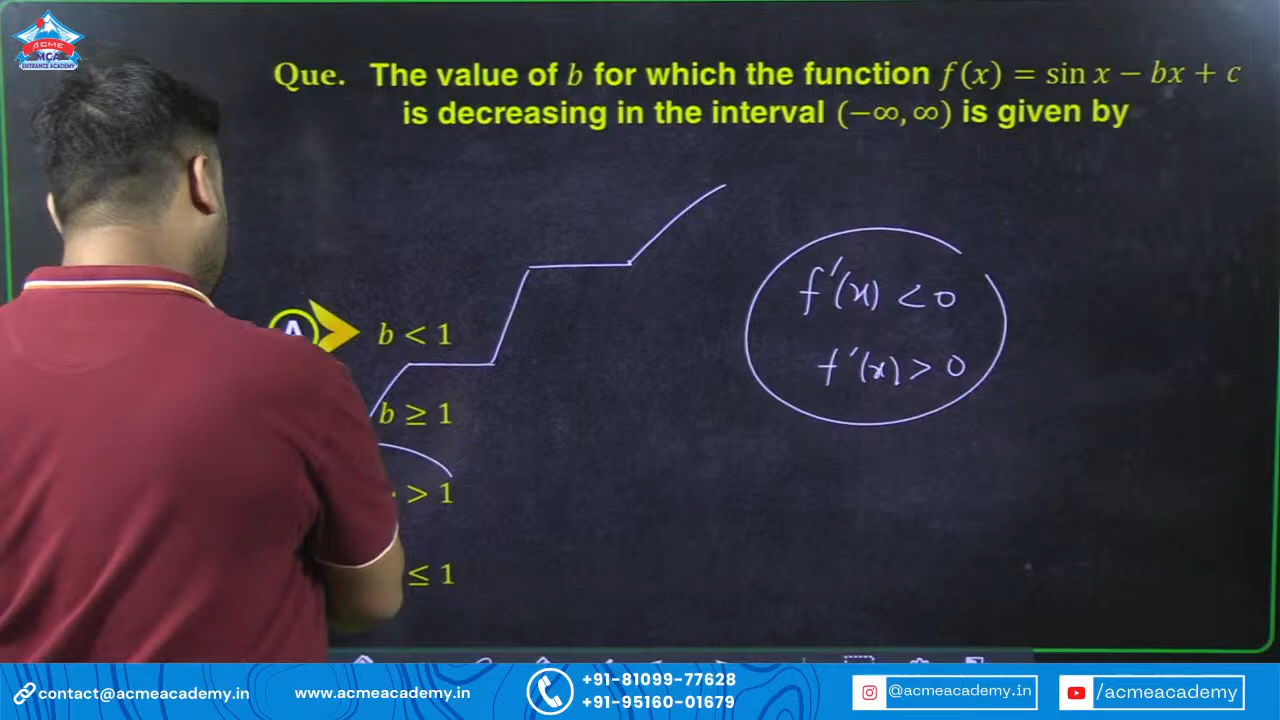 ACME
MCA
ENTRANCE ACADEMY
Que. The value of b for which the function f(x) = sin x − bx + c
is decreasing in the interval (−∞, ∞) is given by
f'(x) < 0
f'(x) > 0
A b < 1
b ≥ 1
> 1
≤ 1
contact@acmeacademy.in
www.acmeacademy.in
+91-81099-77628
+91-95160-01679
@acmeacademy.in
/acmeacademy